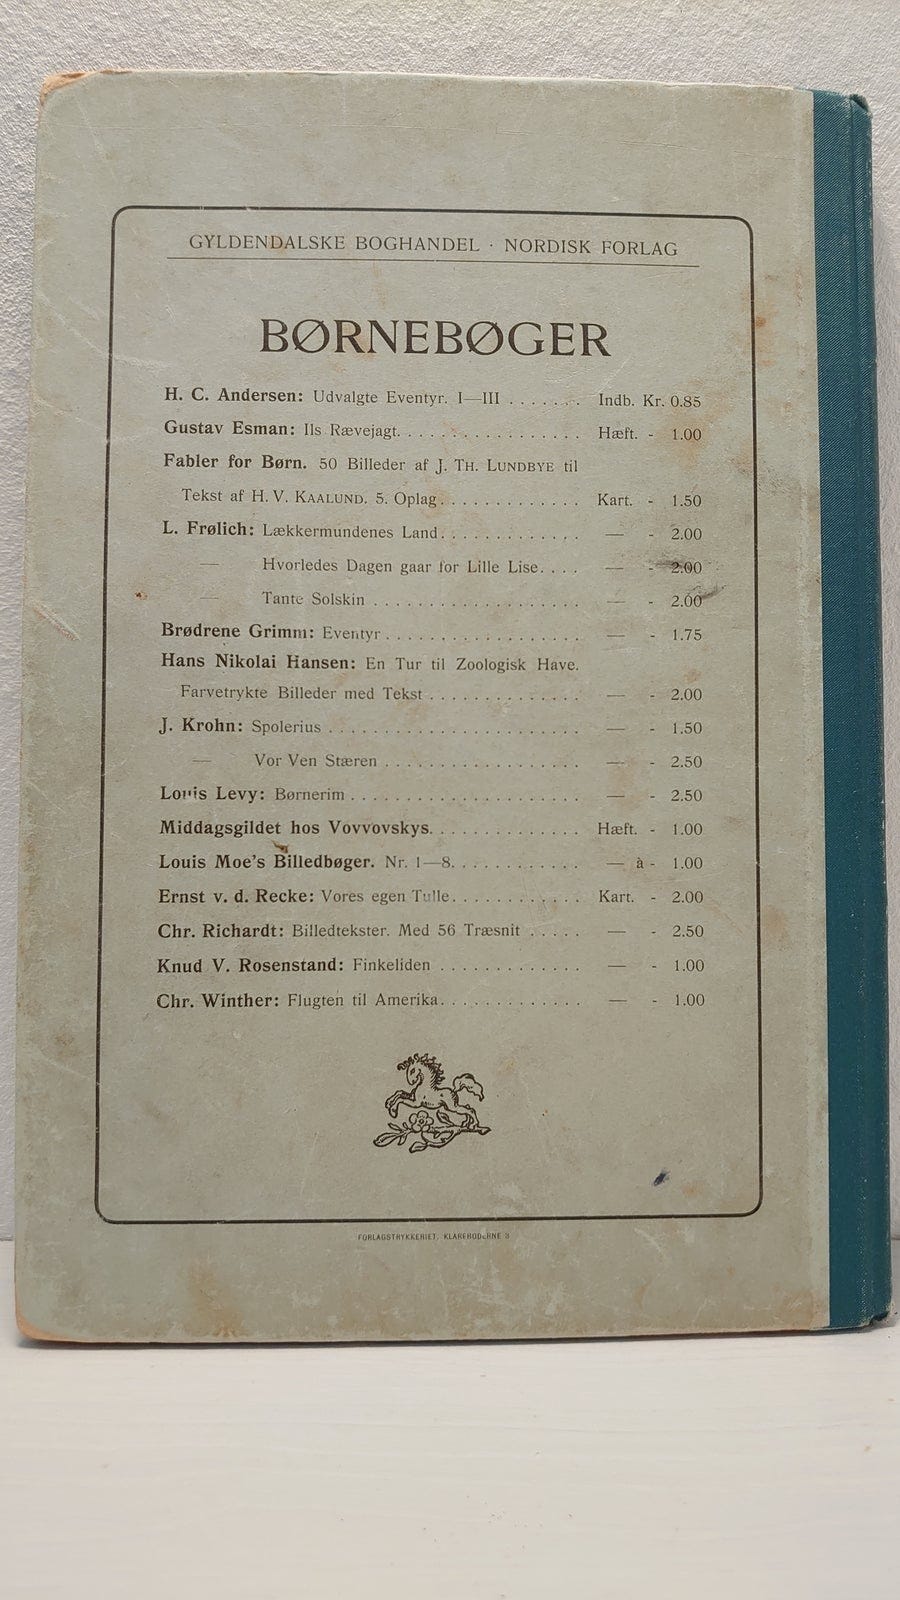 GYLDENDALSKE BOGHANDEL · NORDISK FORLAG
BØRNEBØGER
H. C. Andersen: Udvalgte Eventyr. I—III . . . . . . . Indb. Kr. 0.85
Gustav Esman: Ils Rævejagt. . . . . . . . . . . . . . . . . Hæft. - 1.00
Fabler for Børn. 50 Billeder af J. TH. LUNDBYE til
Tekst af H. V. KAALUND. 5. Oplag . . . . . . . . . . . . . Kart. - 1.50
L. Frølich: Lækkermundenes Land . . . . . . . . . . . . . — - 2.00
— Hvorledes Dagen gaar for Lille Lise. . . . — - 2.00
— Tante Solskin . . . . . . . . . . . . . . . . . . . — - 2.00
Brødrene Grimm: Eventyr . . . . . . . . . . . . . . . . . . — - 1.75
Hans Nikolai Hansen: En Tur til Zoologisk Have.
Farvetrykte Billeder med Tekst . . . . . . . . . . . . . . — - 2.00
J. Krohn: Spolerius . . . . . . . . . . . . . . . . . . . . . . . — - 1.50
— Vor Ven Stæren . . . . . . . . . . . . . . . . . . — - 2.50
Louis Levy: Børnerim . . . . . . . . . . . . . . . . . . . . . — - 2.50
Middagsgildet hos Vovvovskys. . . . . . . . . . . . . . Hæft. - 1.00
Louis Moe's Billedbøger. Nr. 1—8. . . . . . . . . . . . — à - 1.00
Ernst v. d. Recke: Vores egen Tulle. . . . . . . . . . . . Kart. - 2.00
Chr. Richardt: Billedtekster. Med 56 Træsnit . . . . . — - 2.50
Knud V. Rosenstand: Finkeliden . . . . . . . . . . . . . — - 1.00
Chr. Winther: Flugten til Amerika. . . . . . . . . . . . . — - 1.00
FORLAGSTRYKKERIET, KLAREBODERNE 3